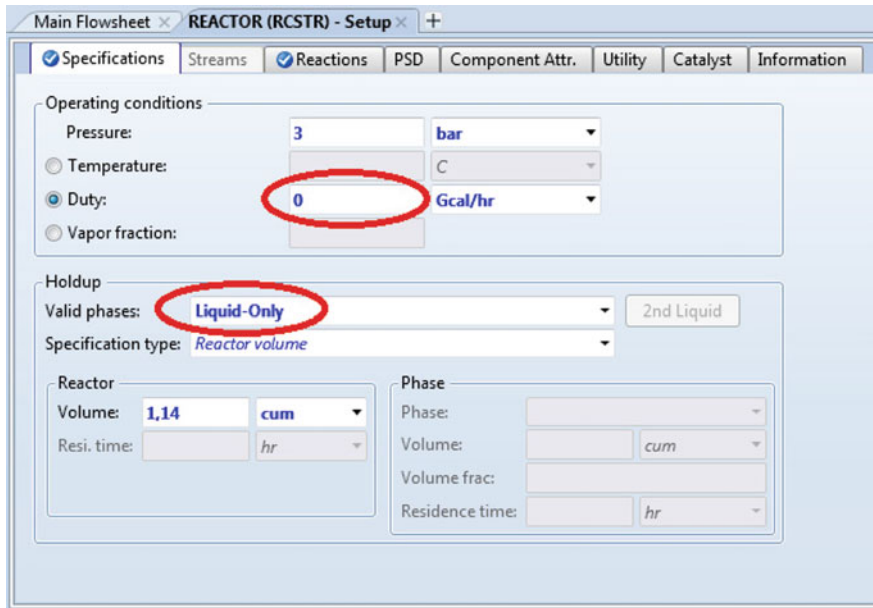 Main Flowsheet × REACTOR (RCSTR) - Setup × +
Specifications Streams Reactions PSD Component Attr. Utility Catalyst Information
Operating conditions
Pressure: 3 bar
Temperature: C
Duty: 0 Gcal/hr
Vapor fraction:
Holdup
Valid phases: Liquid-Only 2nd Liquid
Specification type: Reactor volume
Reactor
Volume: 1,14 cum
Resi. time: hr
Phase
Phase:
Volume: cum
Volume frac:
Residence time: hr